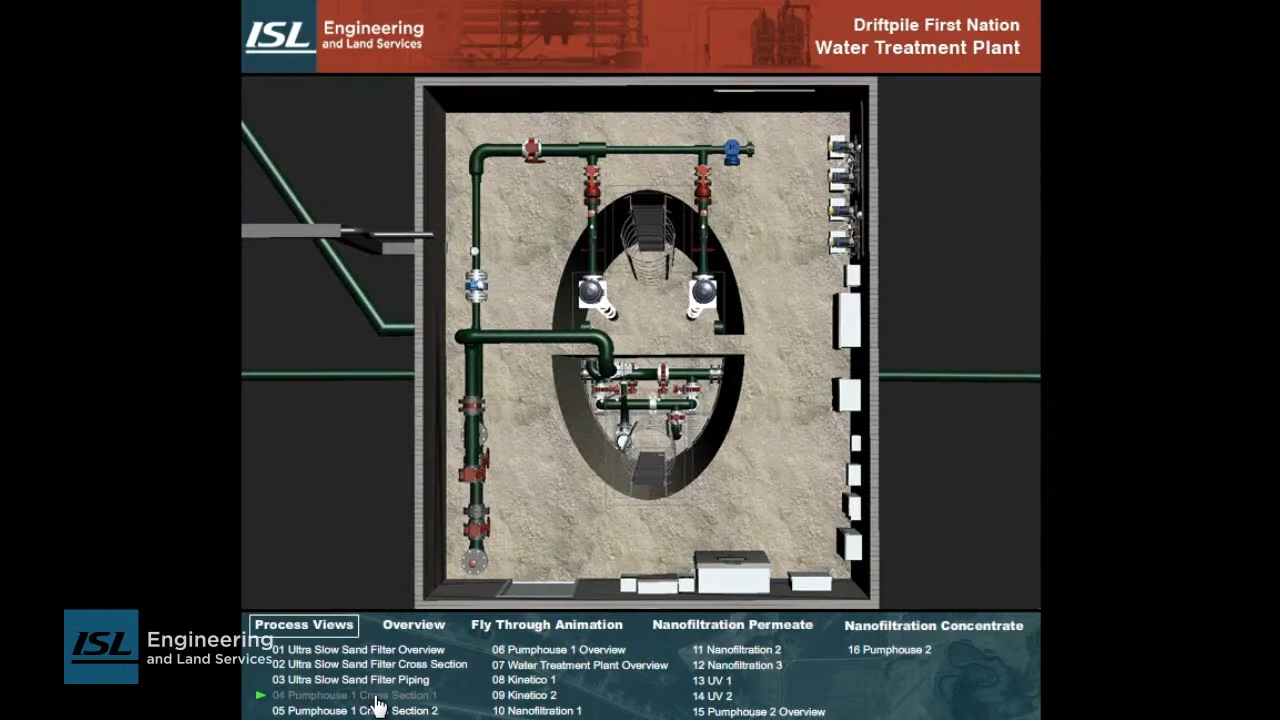 ISL Engineering
and Land Services
Driftpile First Nation
Water Treatment Plant
Process Views
Overview
Fly Through Animation
Nanofiltration Permeate
Nanofiltration Concentrate
01 Ultra Slow Sand Filter Overview
02 Ultra Slow Sand Filter Cross Section
03 Ultra Slow Sand Filter Piping
04 Pumphouse 1 Cross Section 1
05 Pumphouse 1 Cross Section 2
06 Pumphouse 1 Overview
07 Water Treatment Plant Overview
08 Kinetico 1
09 Kinetico 2
10 Nanofiltration 1
11 Nanofiltration 2
12 Nanofiltration 3
13 UV 1
14 UV 2
15 Pumphouse 2 Overview
16 Pumphouse 2
ISL Engineering
and Land Services